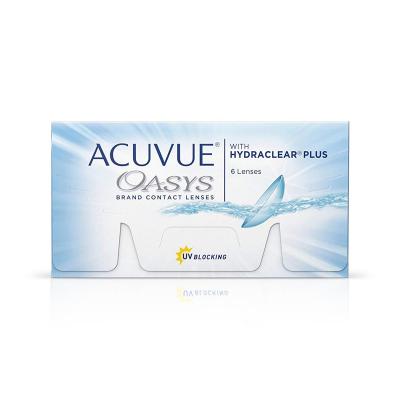 ACUVUE®
OASYS
BRAND CONTACT LENSES
WITH
HYDRACLEAR® PLUS
6 Lenses
UV BLOCKING